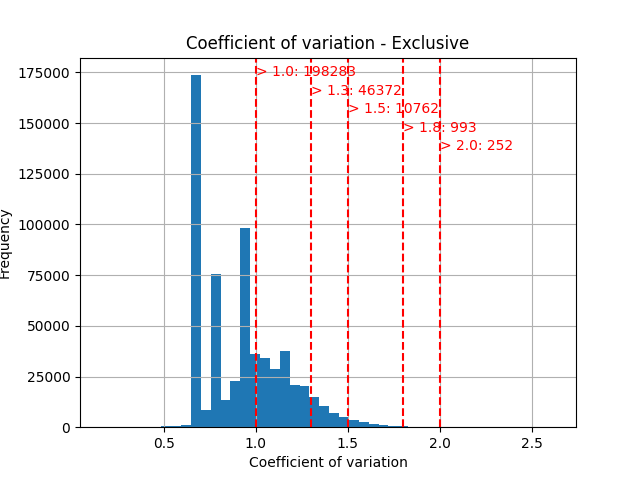 Coefficient of variation - Exclusive
175000
150000
125000
100000
75000
50000
25000
0
Frequency
> 1.0: 198283
> 1.3: 46372
> 1.5: 10762
> 1.8: 993
> 2.0: 252
0.5
1.0
1.5
2.0
2.5
Coefficient of variation